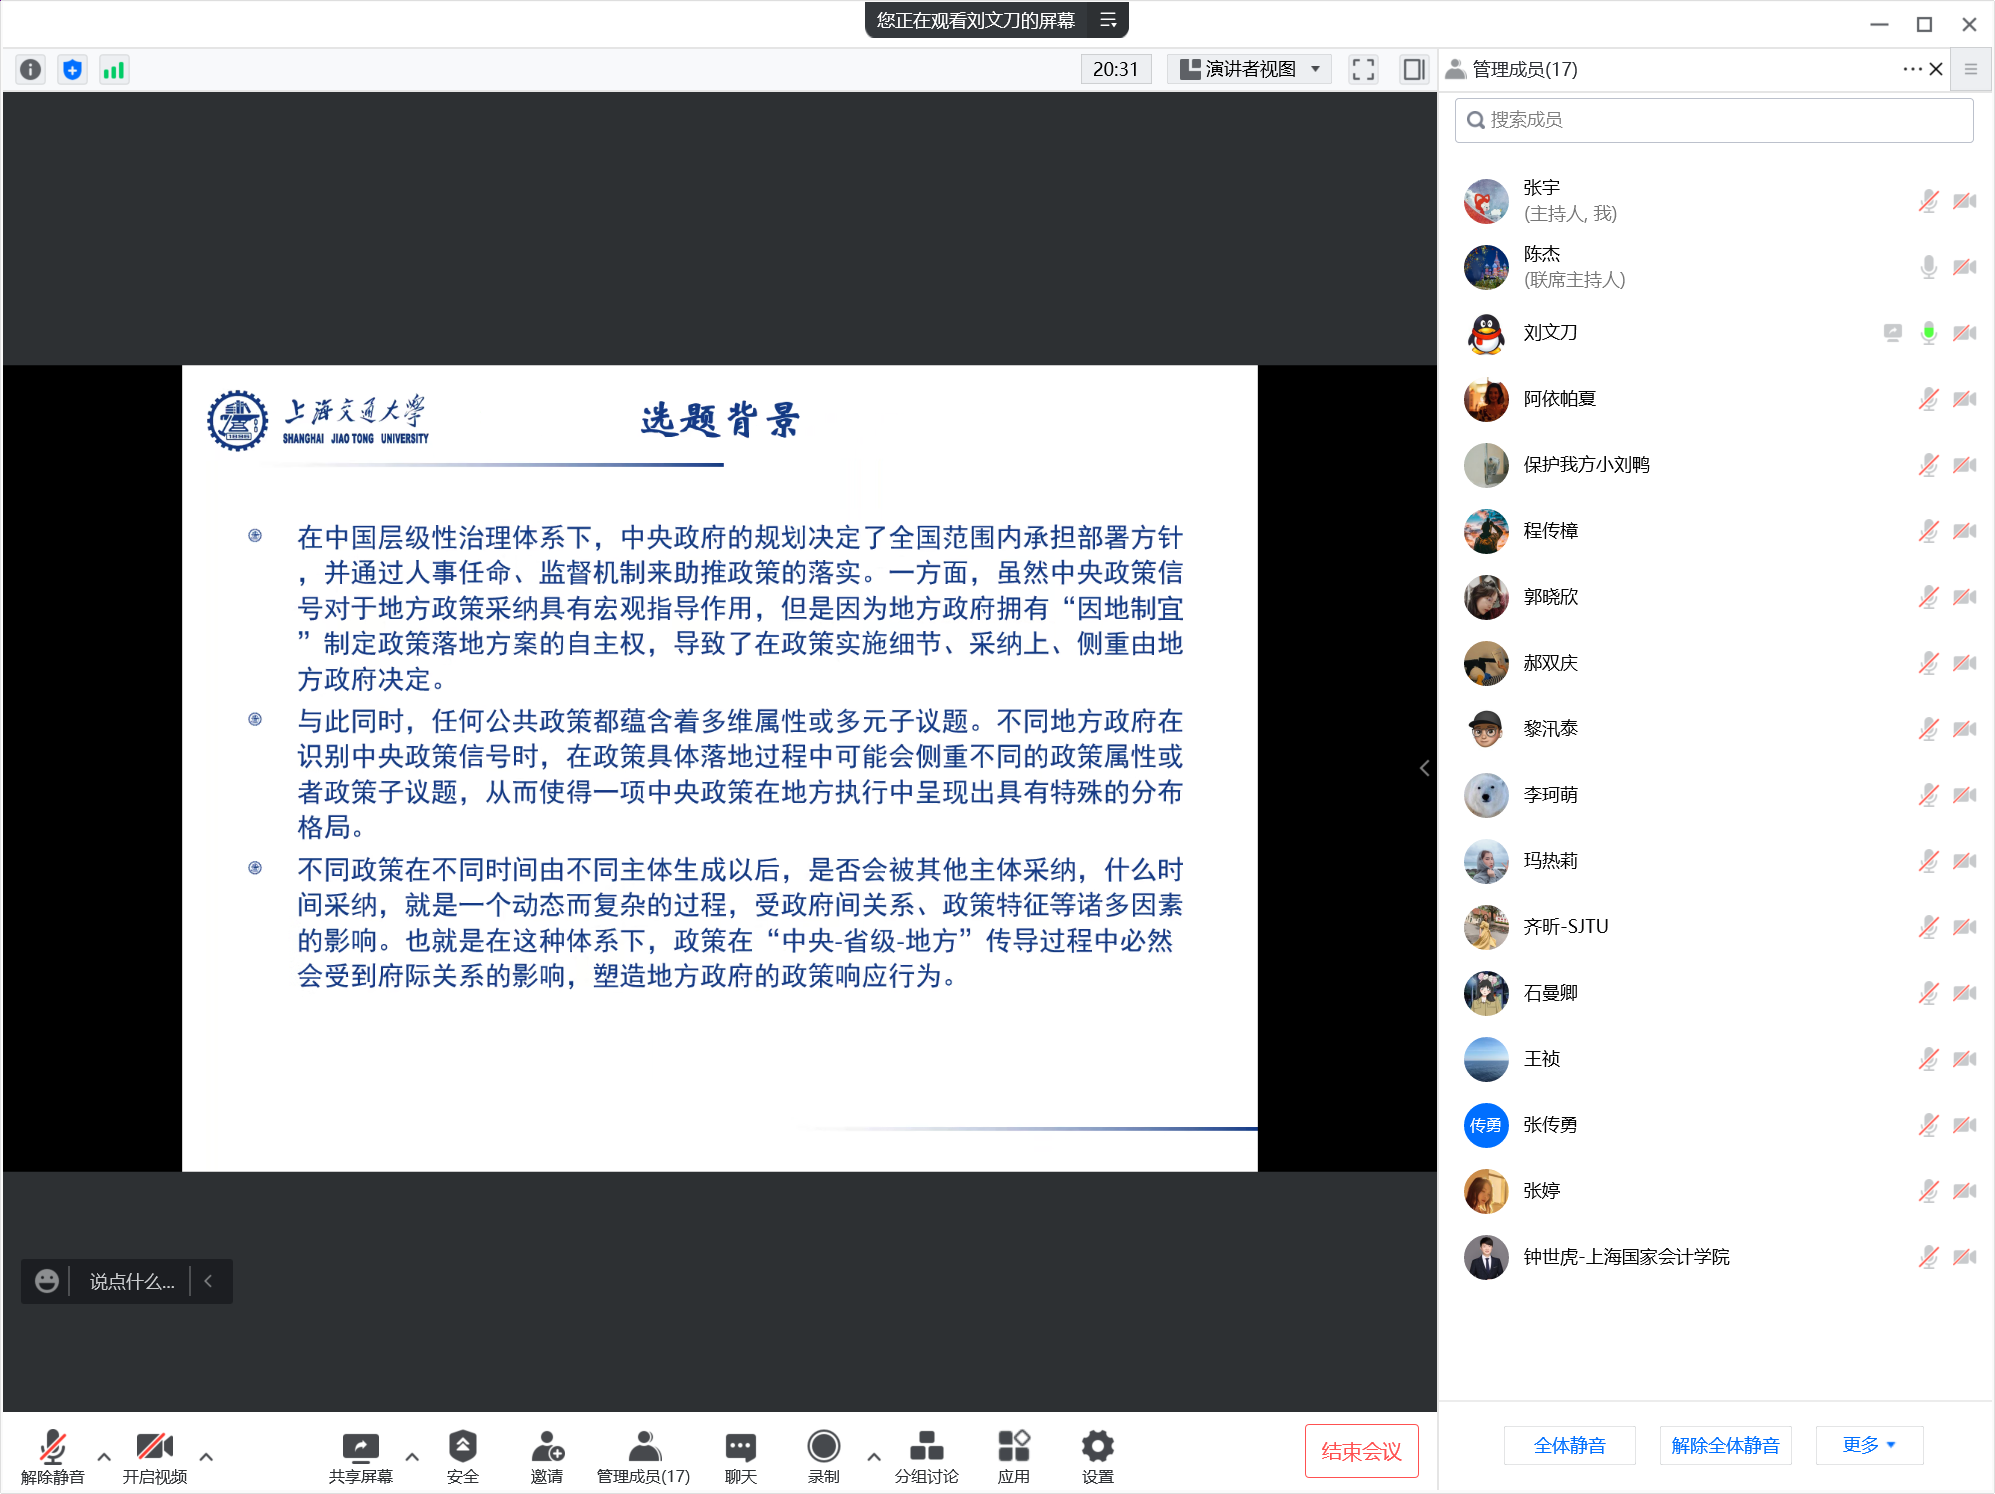 您正在观看刘文刀的屏幕
20:31
演讲者视图
管理成员(17)
搜索成员
张宇
(主持人, 我)
陈杰
(联席主持人)
刘文刀
阿依帕夏
保护我方小刘鸭
程传樟
郭晓欣
郝双庆
黎汛泰
李珂萌
玛热莉
齐昕-SJTU
石曼卿
王祯
传勇
张传勇
张婷
钟世虎-上海国家会计学院
全体静音
解除全体静音
更多
上海交通大学
SHANGHAI JIAO TONG UNIVERSITY
选题背景
在中国层级性治理体系下，中央政府的规划决定了全国范围内承担部署方针
，并通过人事任命、监督机制来助推政策的落实。一方面，虽然中央政策信
号对于地方政策采纳具有宏观指导作用，但是因为地方政府拥有“因地制宜
”制定政策落地方案的自主权，导致了在政策实施细节、采纳上、侧重由地
方政府决定。
与此同时，任何公共政策都蕴含着多维属性或多元子议题。不同地方政府在
识别中央政策信号时，在政策具体落地过程中可能会侧重不同的政策属性或
者政策子议题，从而使得一项中央政策在地方执行中呈现出具有特殊的分布
格局。
不同政策在不同时间由不同主体生成以后，是否会被其他主体采纳，什么时
间采纳，就是一个动态而复杂的过程，受政府间关系、政策特征等诸多因素
的影响。也就是在这种体系下，政策在“中央-省级-地方”传导过程中必然
会受到府际关系的影响，塑造地方政府的政策响应行为。
说点什么...
解除静音
开启视频
共享屏幕
安全
邀请
管理成员(17)
聊天
录制
分组讨论
应用
设置
结束会议